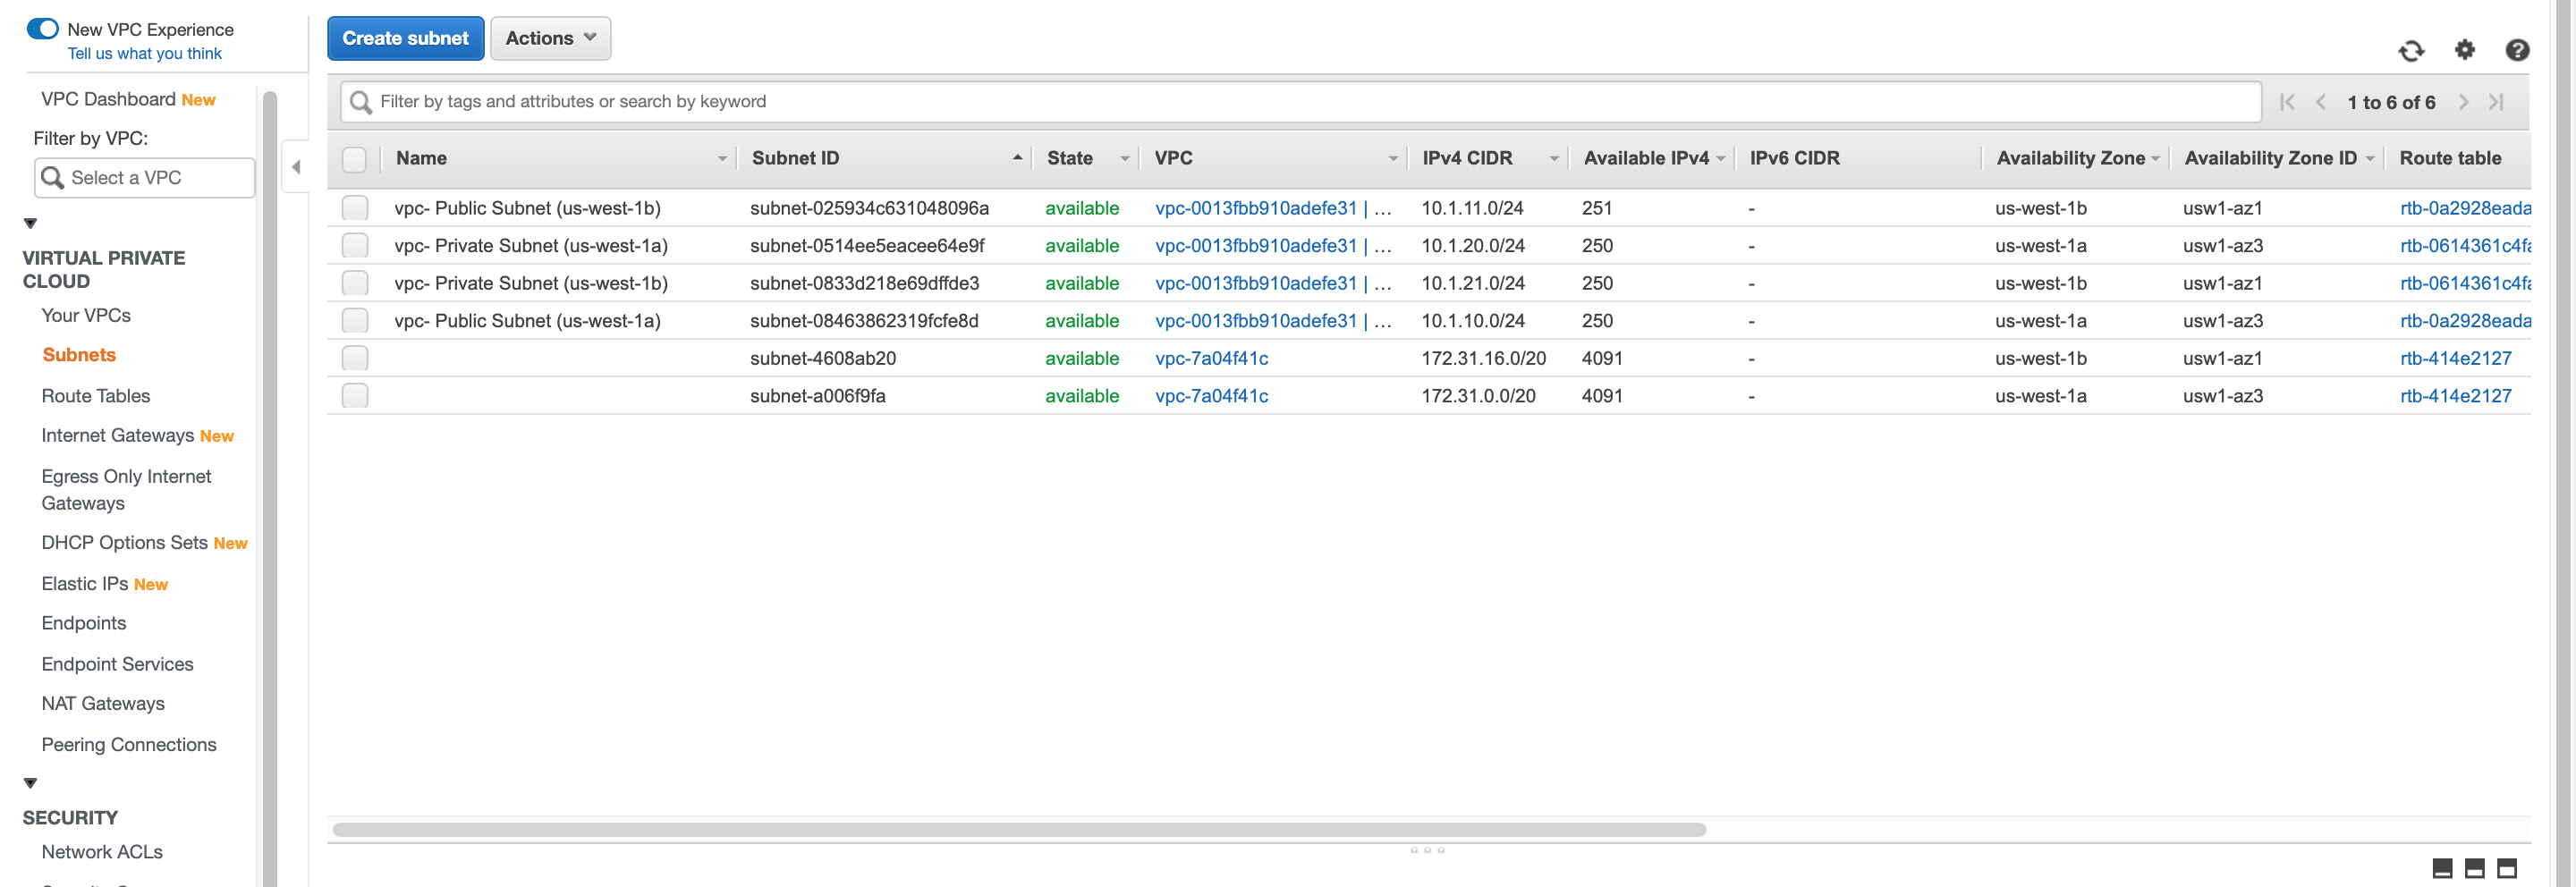 New VPC Experience
Tell us what you think
VPC Dashboard New
Filter by VPC:
Select a VPC
VIRTUAL PRIVATE
CLOUD
Your VPCs
Subnets
Route Tables
Internet Gateways New
Egress Only Internet
Gateways
DHCP Options Sets New
Elastic IPs New
Endpoints
Endpoint Services
NAT Gateways
Peering Connections
SECURITY
Network ACLs
Create subnet Actions
Filter by tags and attributes or search by keyword 1 to 6 of 6
Name Subnet ID State VPC IPv4 CIDR Available IPv4 IPv6 CIDR Availability Zone Availability Zone ID Route table
vpc- Public Subnet (us-west-1b) subnet-025934c631048096a available vpc-0013fbb910adefe31 | ... 10.1.11.0/24 251 - us-west-1b usw1-az1 rtb-0a2928eada
vpc- Private Subnet (us-west-1a) subnet-0514ee5eacee64e9f available vpc-0013fbb910adefe31 | ... 10.1.20.0/24 250 - us-west-1a usw1-az3 rtb-0614361c4fa
vpc- Private Subnet (us-west-1b) subnet-0833d218e69dffde3 available vpc-0013fbb910adefe31 | ... 10.1.21.0/24 250 - us-west-1b usw1-az1 rtb-0614361c4fa
vpc- Public Subnet (us-west-1a) subnet-08463862319fcfe8d available vpc-0013fbb910adefe31 | ... 10.1.10.0/24 250 - us-west-1a usw1-az3 rtb-0a2928eada
subnet-4608ab20 available vpc-7a04f41c 172.31.16.0/20 4091 - us-west-1b usw1-az1 rtb-414e2127
subnet-a006f9fa available vpc-7a04f41c 172.31.0.0/20 4091 - us-west-1a usw1-az3 rtb-414e2127